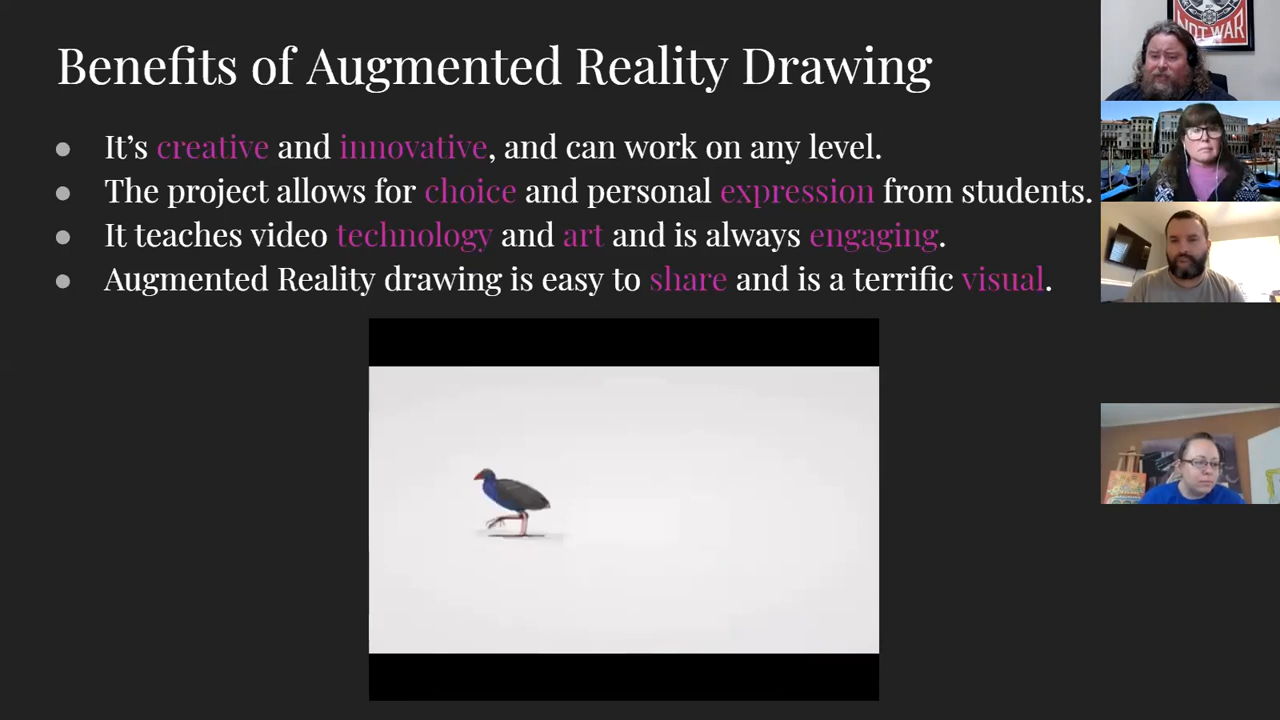 Benefits of Augmented Reality Drawing
NOT WAR
It’s creative and innovative, and can work on any level.
The project allows for choice and personal expression from students.
It teaches video technology and art and is always engaging.
Augmented Reality drawing is easy to share and is a terrific visual.